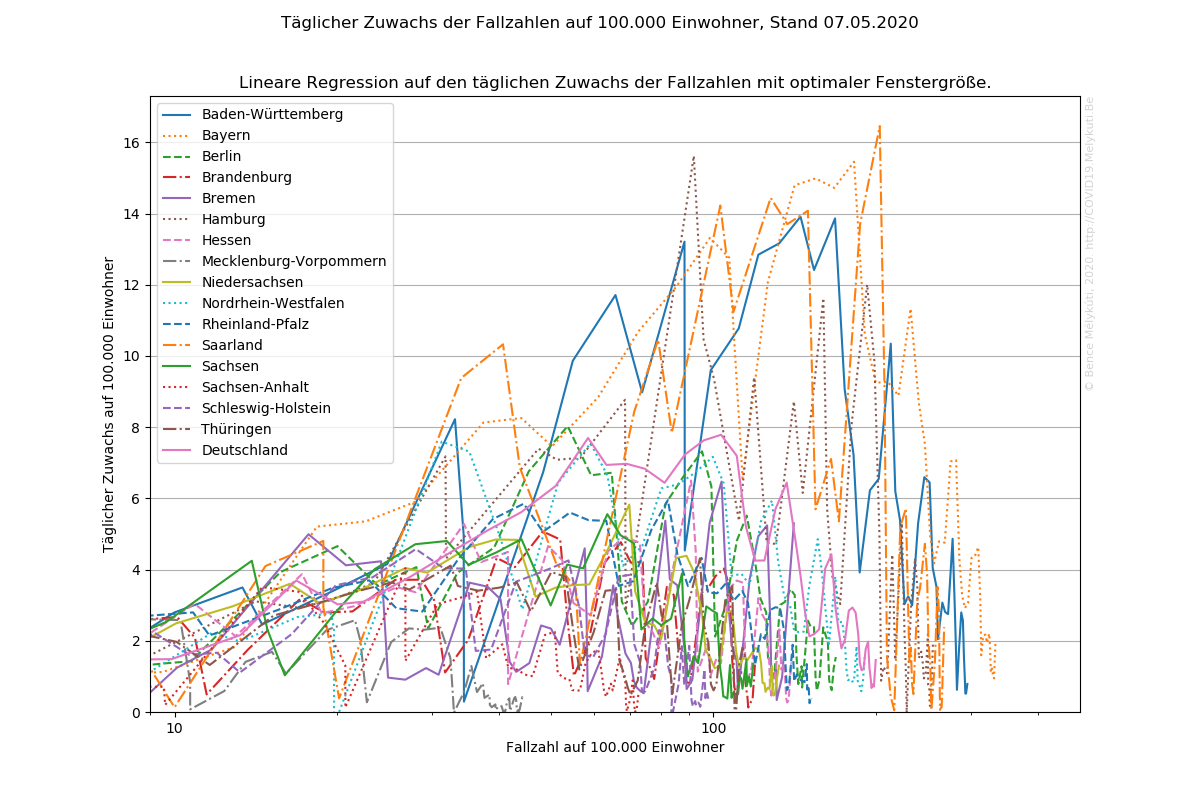 Täglicher Zuwachs der Fallzahlen auf 100.000 Einwohner, Stand 07.05.2020
Lineare Regression auf den täglichen Zuwachs der Fallzahlen mit optimaler Fenstergröße.
Baden-Württemberg
Bayern
Berlin
Brandenburg
Bremen
Hamburg
Hessen
Mecklenburg-Vorpommern
Niedersachsen
Nordrhein-Westfalen
Rheinland-Pfalz
Saarland
Sachsen
Sachsen-Anhalt
Schleswig-Holstein
Thüringen
Deutschland
Täglicher Zuwachs auf 100.000 Einwohner
16
14
12
10
8
6
4
2
0
10
100
Fallzahl auf 100.000 Einwohner
© Bence Mélykúti, 2020. http://COVID19.Melykuti.Be